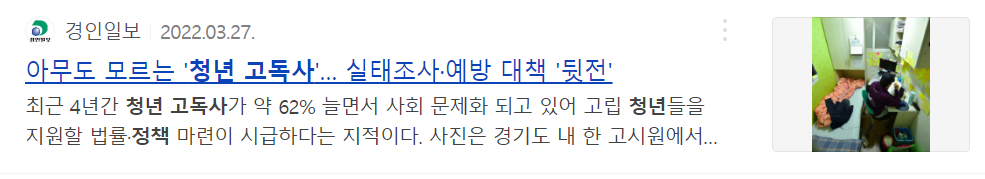 경인일보 2022.03.27.
아무도 모르는 '청년 고독사'... 실태조사·예방 대책 '뒷전'
최근 4년간 청년 고독사가 약 62% 늘면서 사회 문제화 되고 있어 고립 청년들을
지원할 법률·정책 마련이 시급하다는 지적이다. 사진은 경기도 내 한 고시원에서...